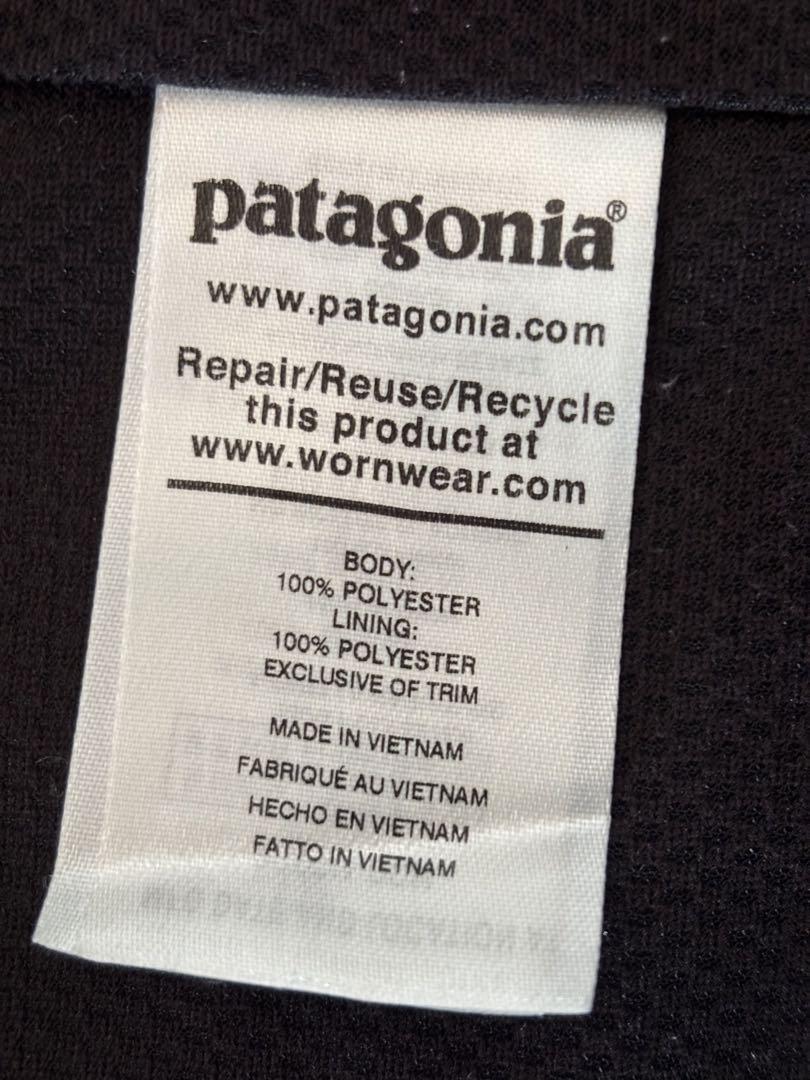 patagonia®
www.patagonia.com
Repair/Reuse/Recycle
this product at
www.wornwear.com
BODY:
100% POLYESTER
LINING:
100% POLYESTER
EXCLUSIVE OF TRIM
MADE IN VIETNAM
FABRIQUÉ AU VIETNAM
HECHO EN VIETNAM
FATTO IN VIETNAM